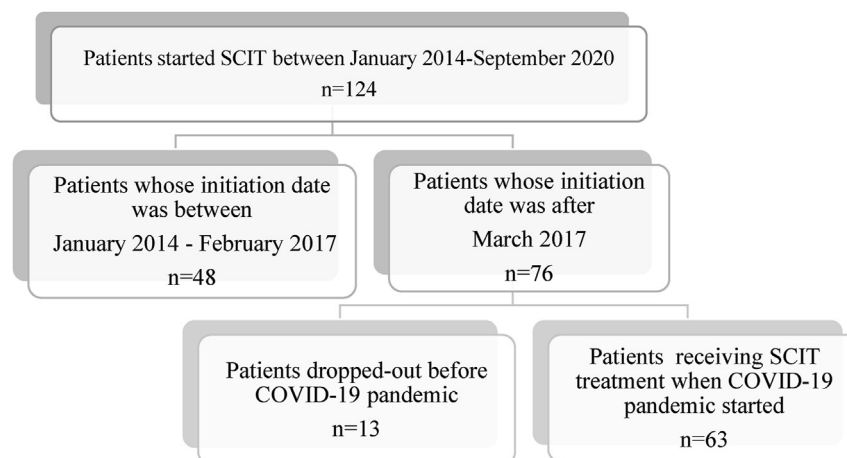 Patients started SCIT between January 2014-September 2020
n=124
Patients whose initiation date
was between
January 2014 - February 2017
n=48
Patients whose initiation
date was after
March 2017
n=76
Patients dropped-out before
COVID-19 pandemic
n=13
Patients receiving SCIT
treatment when COVID-19
pandemic started
n=63